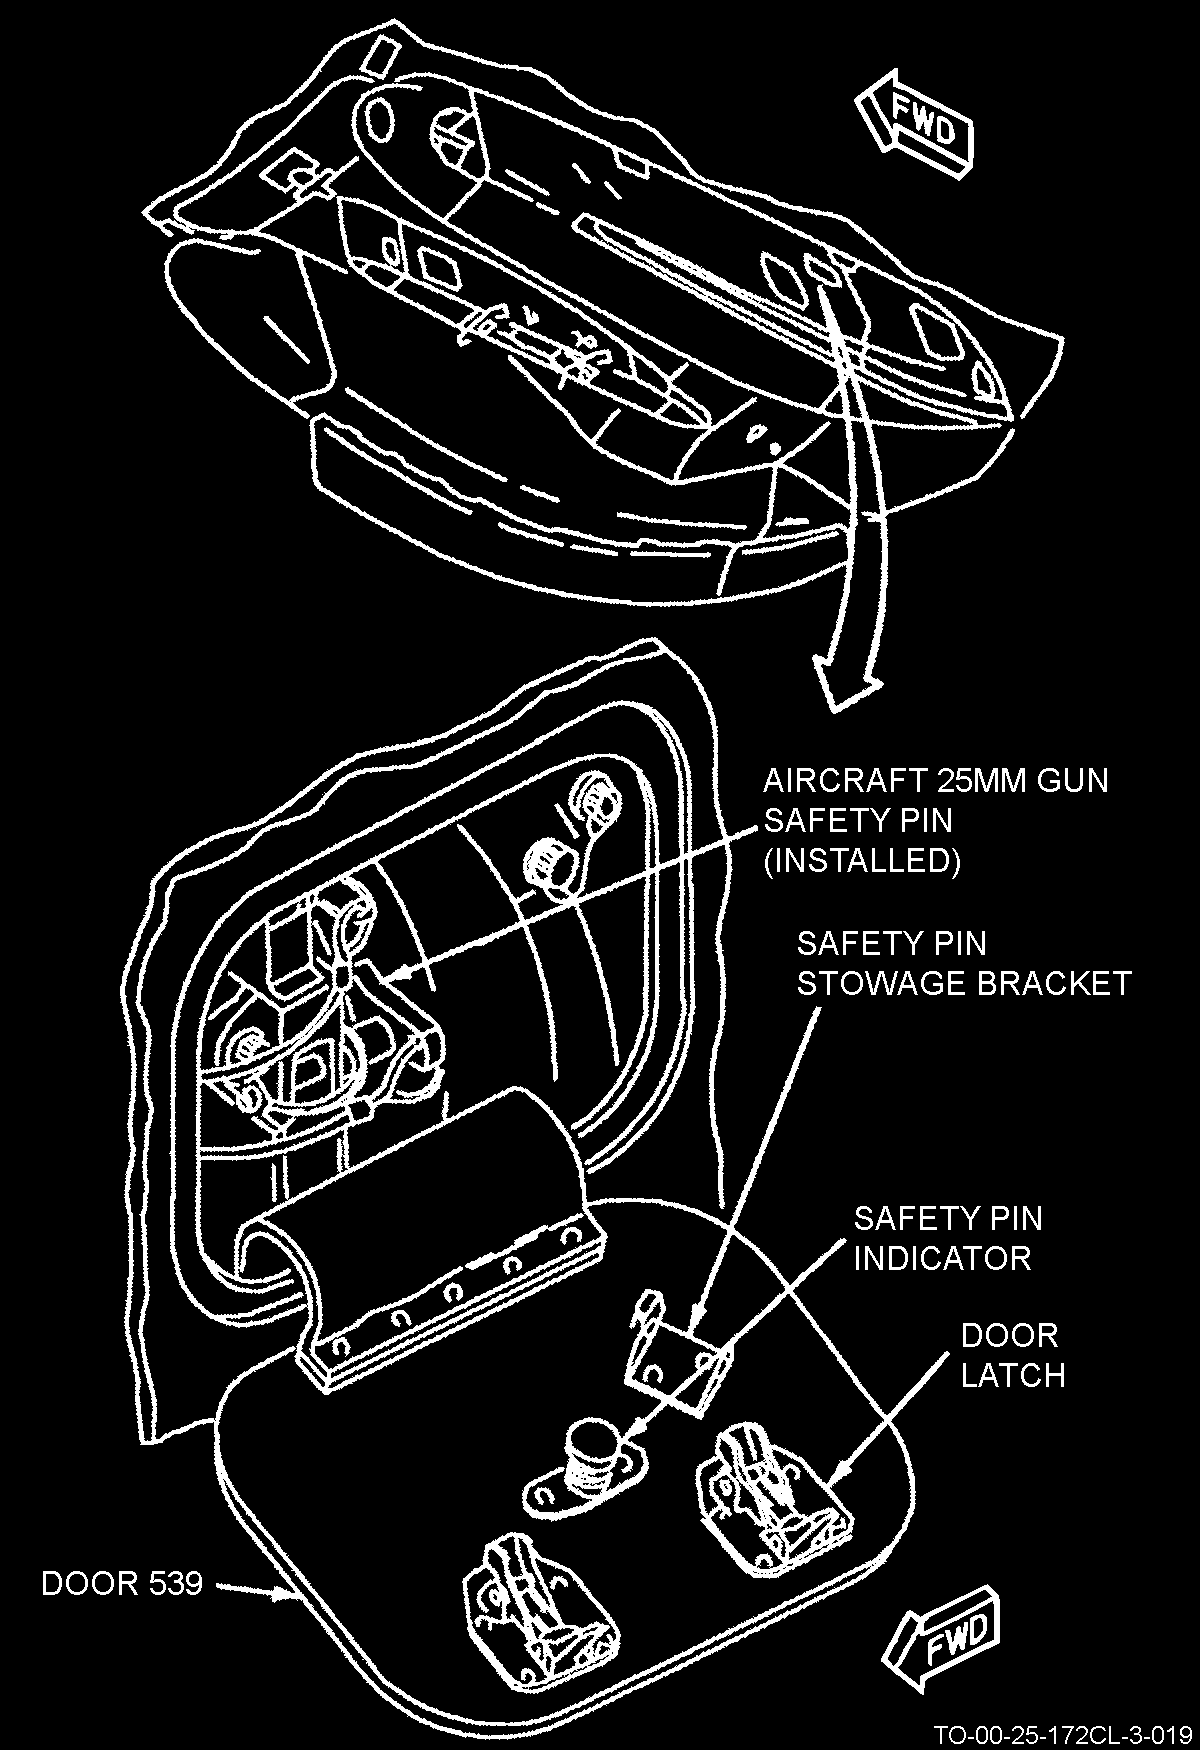 FWD
AIRCRAFT 25MM GUN
SAFETY PIN
(INSTALLED)
SAFETY PIN
STOWAGE BRACKET
SAFETY PIN
INDICATOR
DOOR
LATCH
DOOR 539
FWD
TO-00-25-172CL-3-019